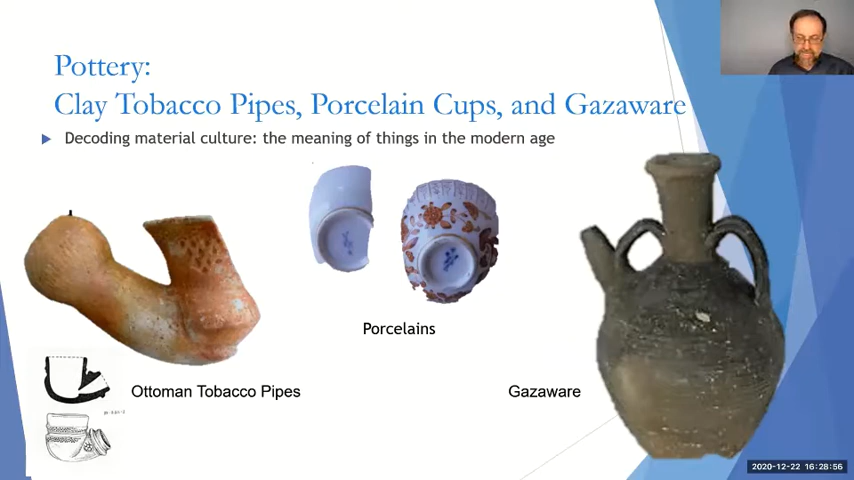 Pottery:
Clay Tobacco Pipes, Porcelain Cups, and Gazaware
Decoding material culture: the meaning of things in the modern age
Porcelains
Ottoman Tobacco Pipes
Gazaware
2020-12-22 16:28:56